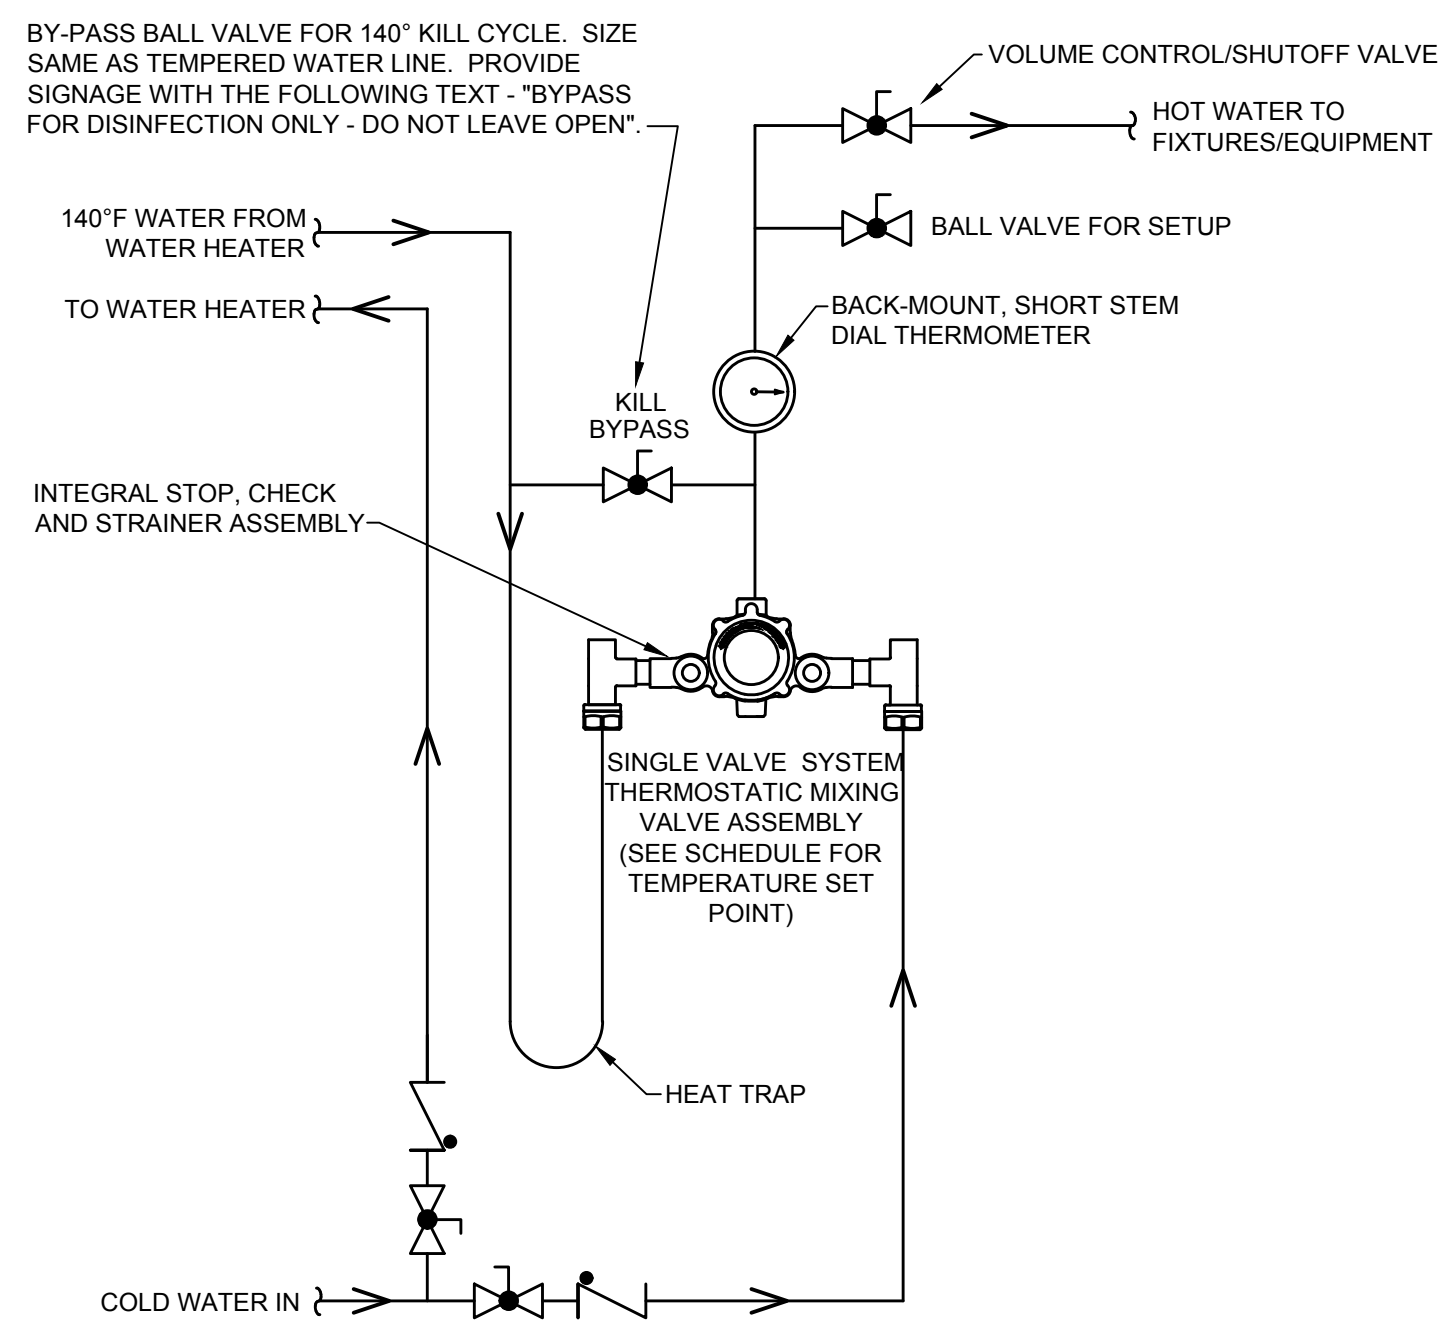 BY-PASS BALL VALVE FOR 140° KILL CYCLE.  SIZE
SAME AS TEMPERED WATER LINE.  PROVIDE
SIGNAGE WITH THE FOLLOWING TEXT - "BYPASS
FOR DISINFECTION ONLY - DO NOT LEAVE OPEN".
VOLUME CONTROL/SHUTOFF VALVE
HOT WATER TO
FIXTURES/EQUIPMENT
140°F WATER FROM
WATER HEATER
BALL VALVE FOR SETUP
TO WATER HEATER
BACK-MOUNT, SHORT STEM
DIAL THERMOMETER
KILL
BYPASS
INTEGRAL STOP, CHECK
AND STRAINER ASSEMBLY
SINGLE VALVE  SYSTEM
THERMOSTATIC MIXING
VALVE ASSEMBLY
(SEE SCHEDULE FOR
TEMPERATURE SET
POINT)
HEAT TRAP
COLD WATER IN